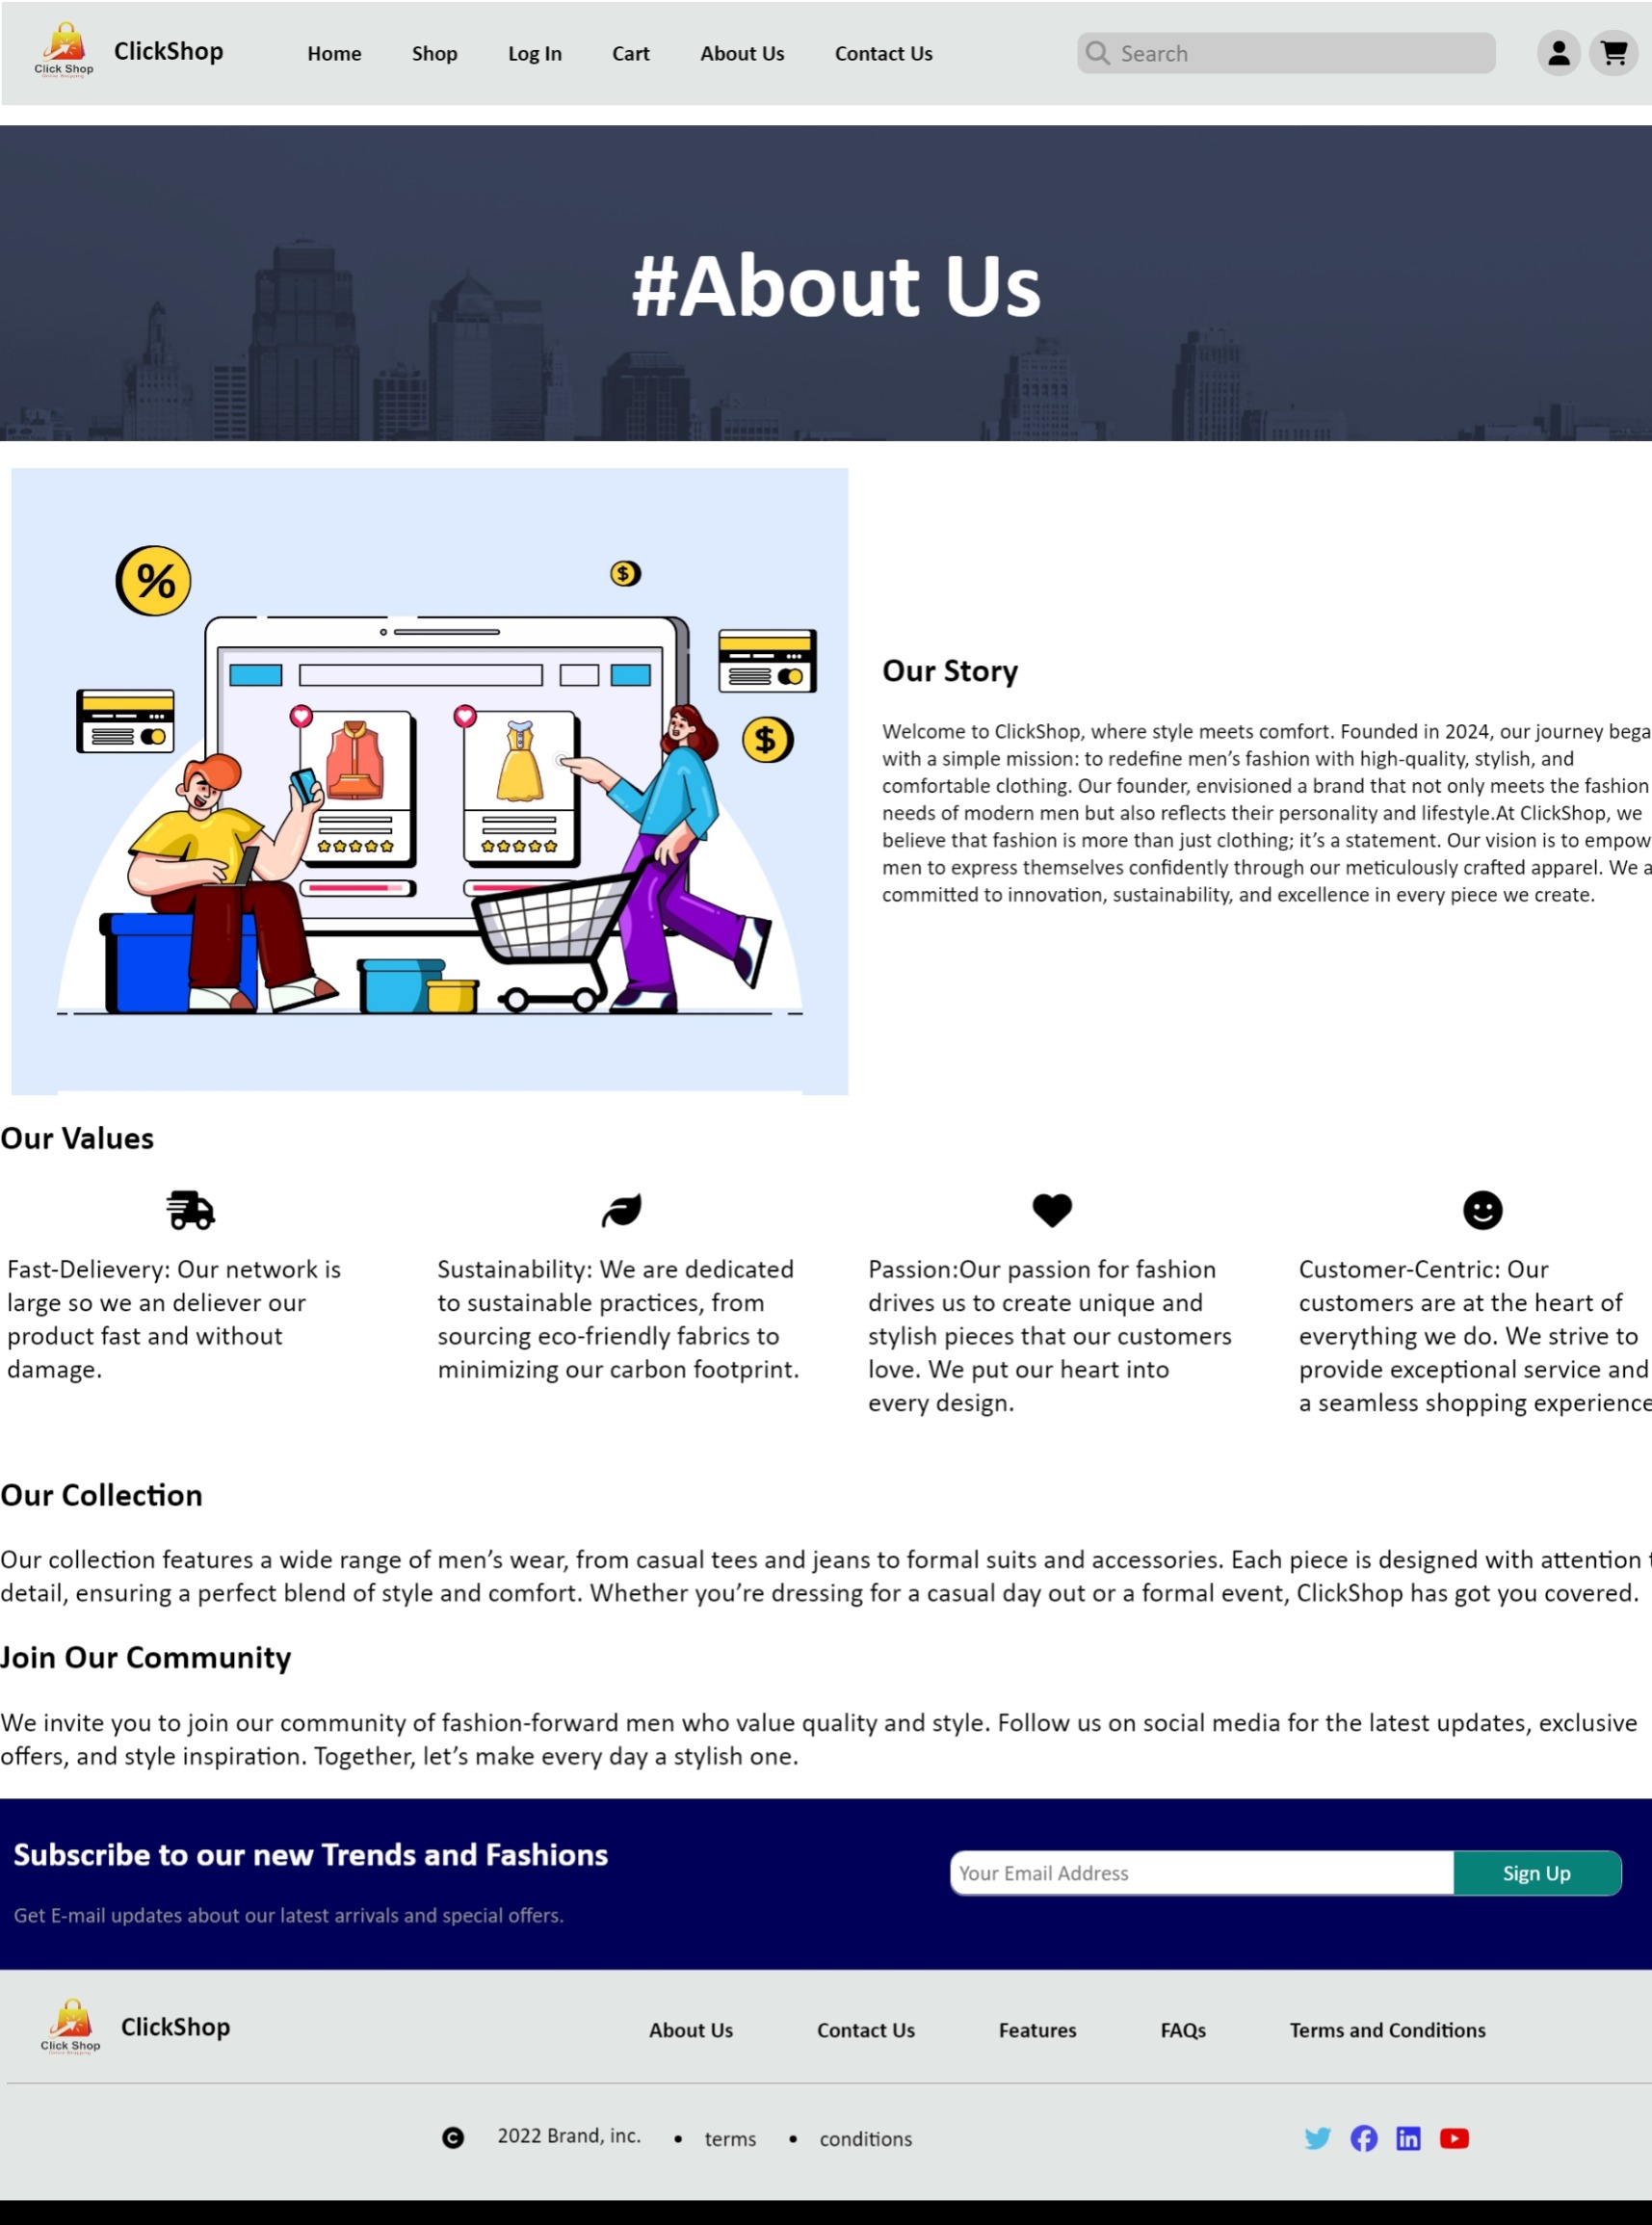 Click Shop
ClickShop
Home Shop Log In Cart About Us Contact Us
Search
#About Us
%
$
$
Our Story
Welcome to ClickShop, where style meets comfort. Founded in 2024, our journey bega
with a simple mission: to redefine men’s fashion with high-quality, stylish, and
comfortable clothing. Our founder, envisioned a brand that not only meets the fashion
needs of modern men but also reflects their personality and lifestyle.At ClickShop, we
believe that fashion is more than just clothing; it’s a statement. Our vision is to empow
men to express themselves confidently through our meticulously crafted apparel. We a
committed to innovation, sustainability, and excellence in every piece we create.
Our Values
Fast-Delievery: Our network is
large so we an deliever our
product fast and without
damage.
Sustainability: We are dedicated
to sustainable practices, from
sourcing eco-friendly fabrics to
minimizing our carbon footprint.
Passion:Our passion for fashion
drives us to create unique and
stylish pieces that our customers
love. We put our heart into
every design.
Customer-Centric: Our
customers are at the heart of
everything we do. We strive to
provide exceptional service and
a seamless shopping experience
Our Collection
Our collection features a wide range of men’s wear, from casual tees and jeans to formal suits and accessories. Each piece is designed with attention t
detail, ensuring a perfect blend of style and comfort. Whether you’re dressing for a casual day out or a formal event, ClickShop has got you covered.
Join Our Community
We invite you to join our community of fashion-forward men who value quality and style. Follow us on social media for the latest updates, exclusive
offers, and style inspiration. Together, let’s make every day a stylish one.
Subscribe to our new Trends and Fashions
Get E-mail updates about our latest arrivals and special offers.
Your Email Address
Sign Up
Click Shop
ClickShop
About Us Contact Us Features FAQs Terms and Conditions
2022 Brand, inc. • terms • conditions